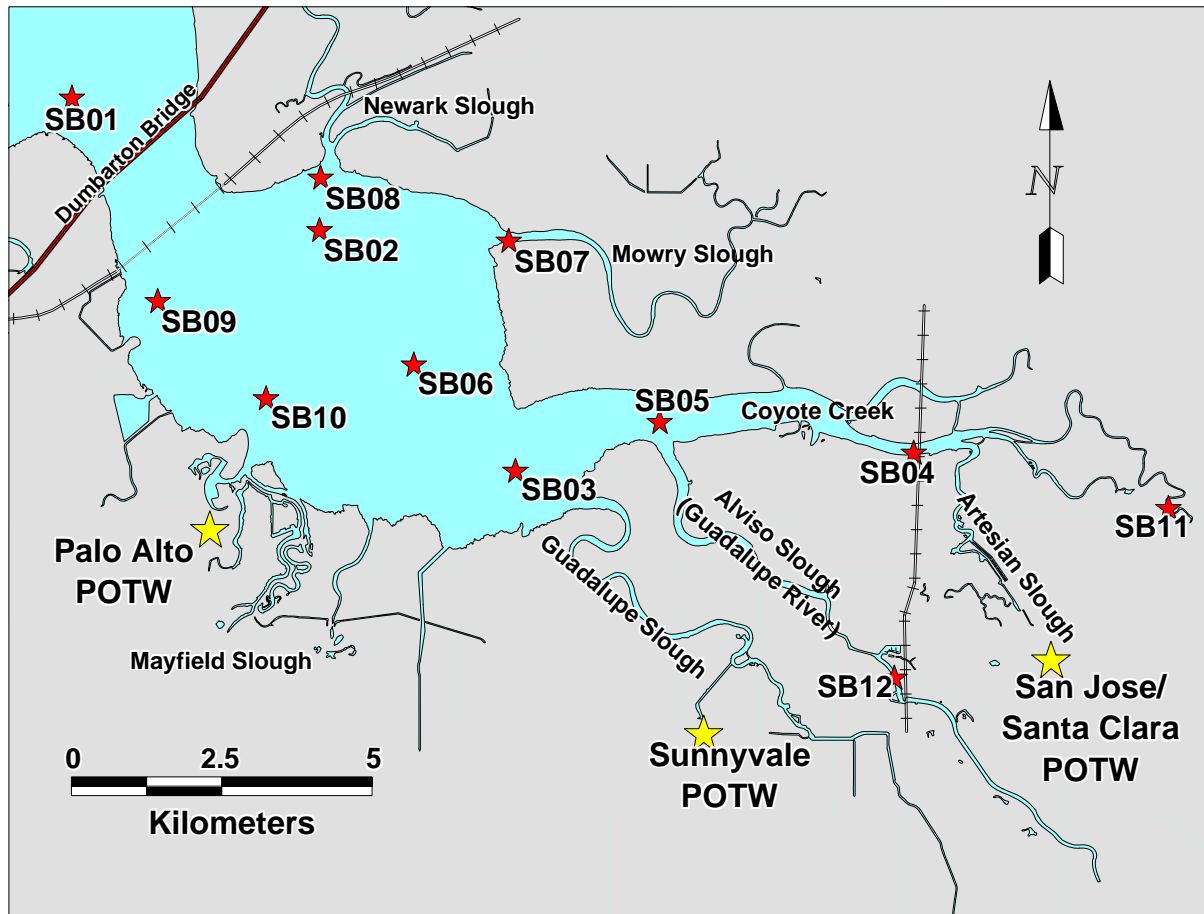 SB01
Dumbarton Bridge
Newark Slough
N
SB08
SB02
SB07
Mowry Slough
SB09
SB06
SB10
SB05
Coyote Creek
SB04
SB03
SB11
Palo Alto
POTW
Guadalupe Slough
Alviso Slough
(Guadalupe River)
Artesian Slough
Mayfield Slough
SB12
San Jose/
Santa Clara
POTW
Sunnyvale
POTW
0 2.5 5
Kilometers